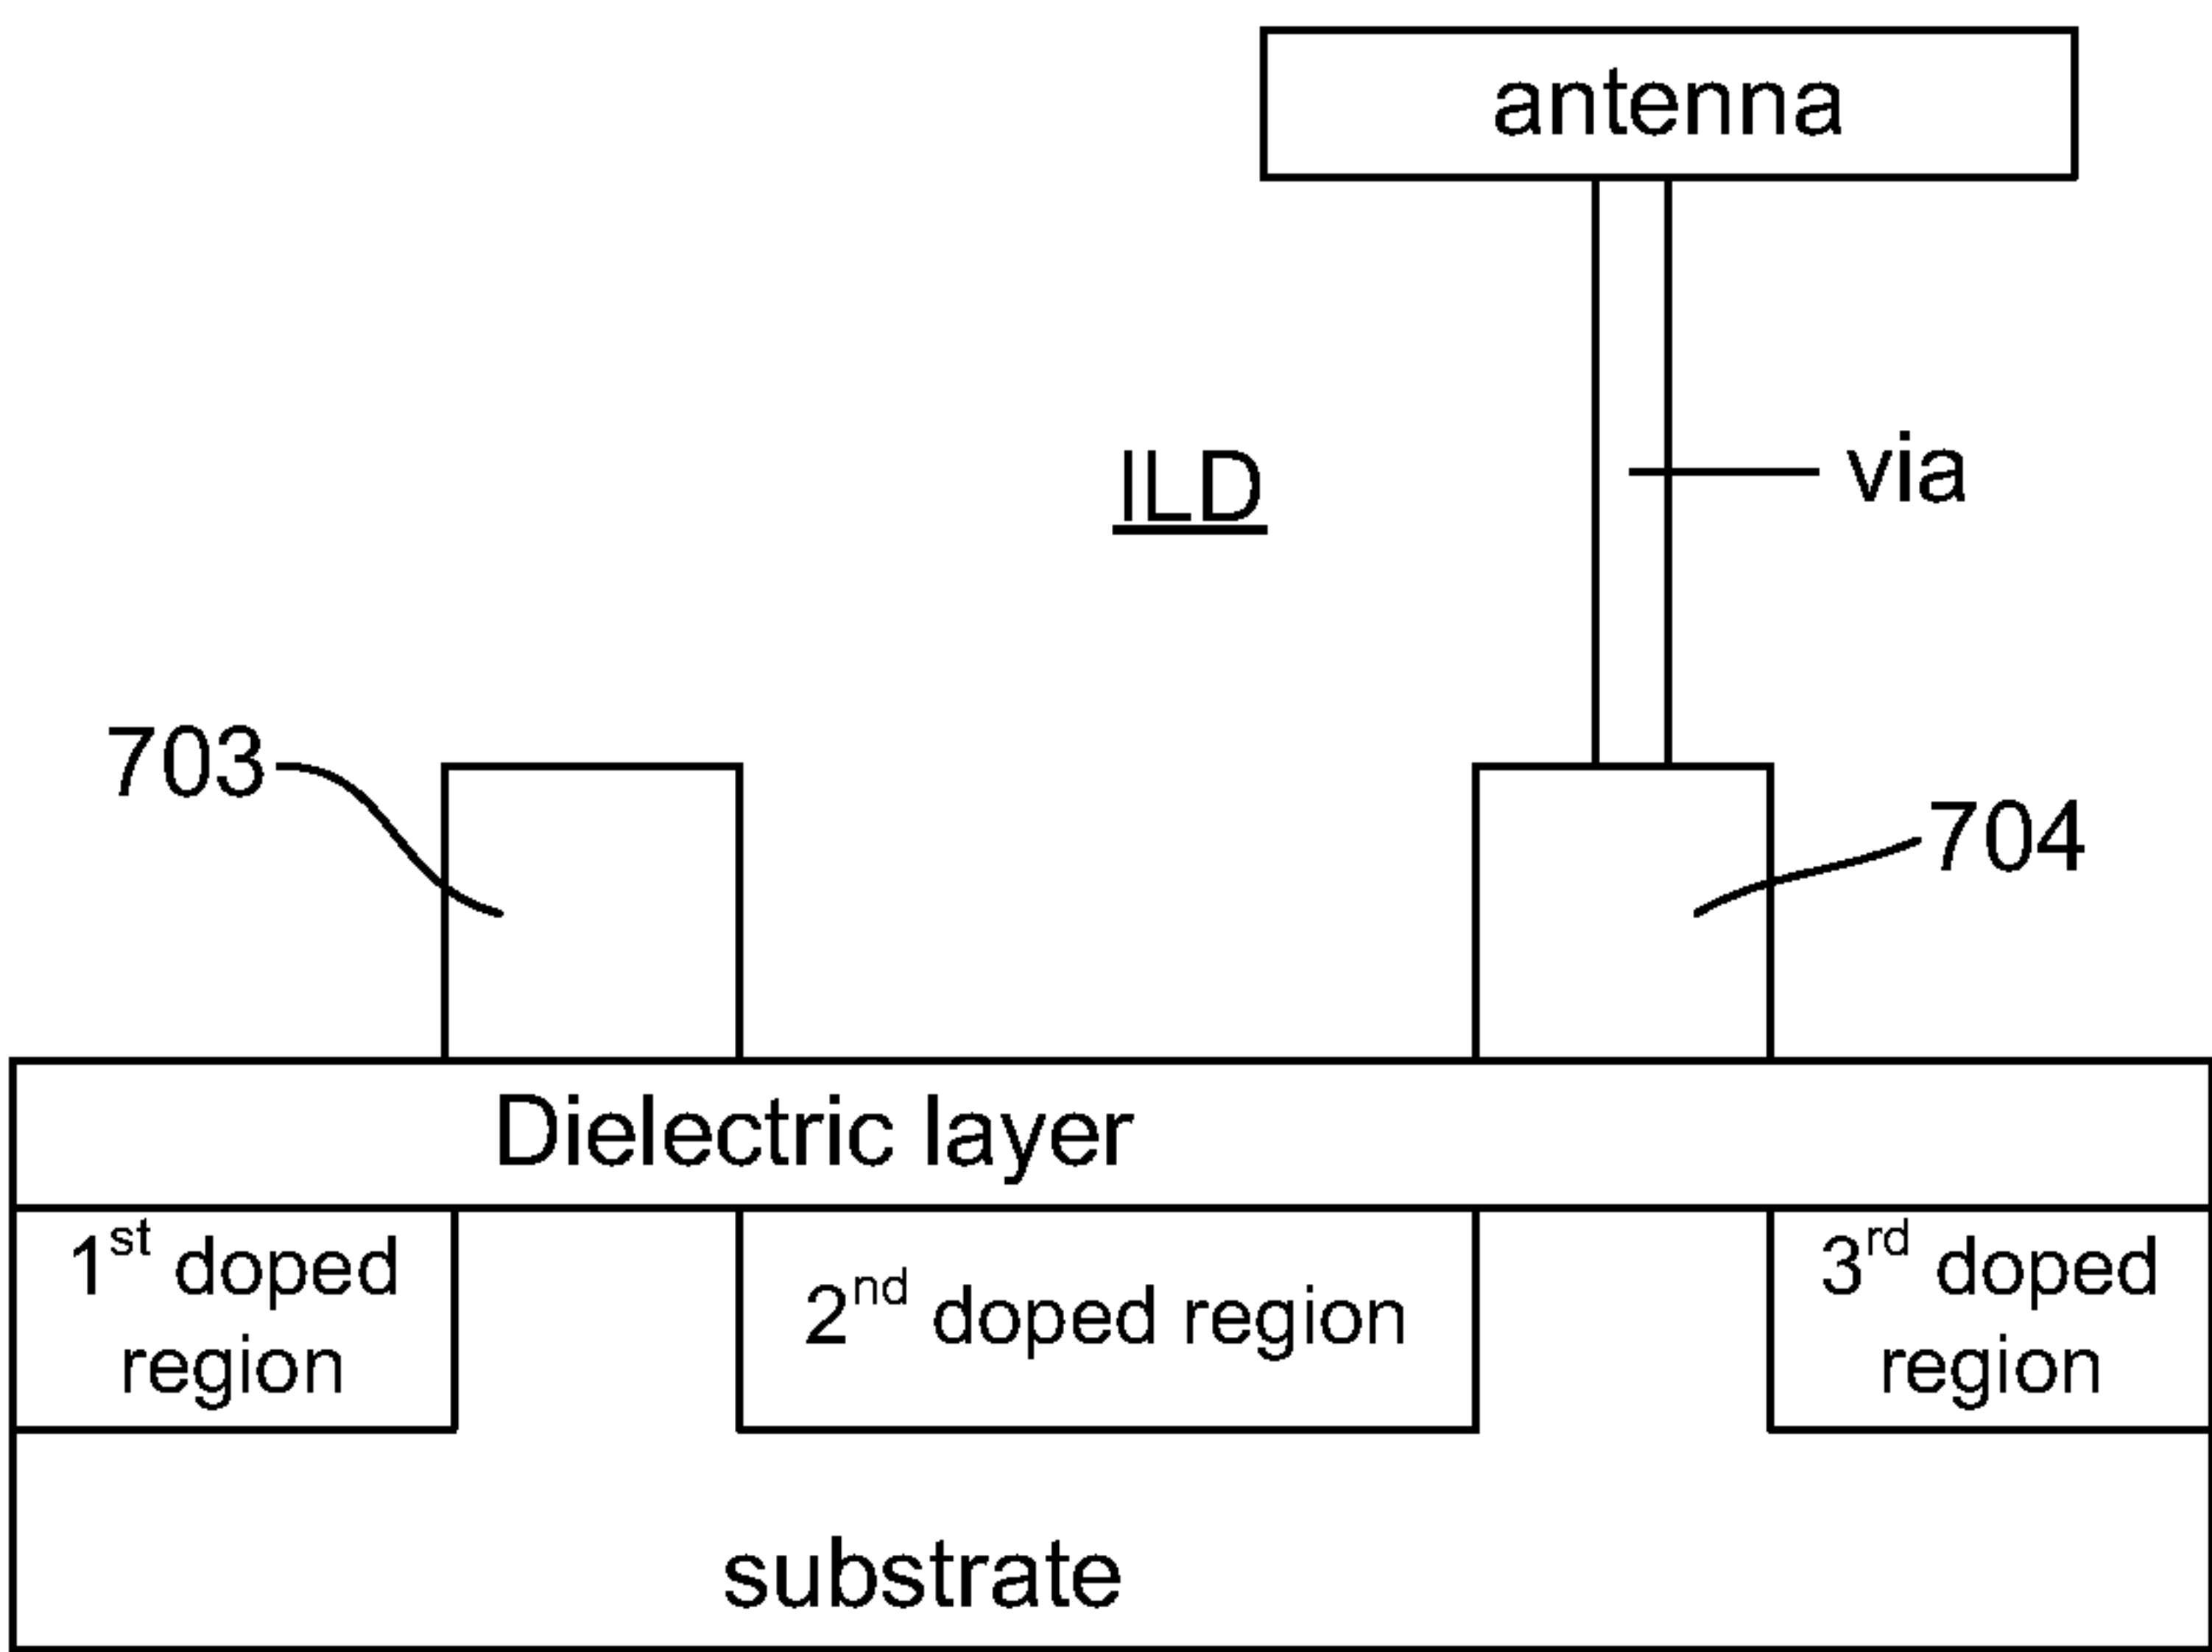 antenna
ILD
via
703
704
Dielectric layer
1st doped
region
2nd doped region
3rd doped
region
substrate